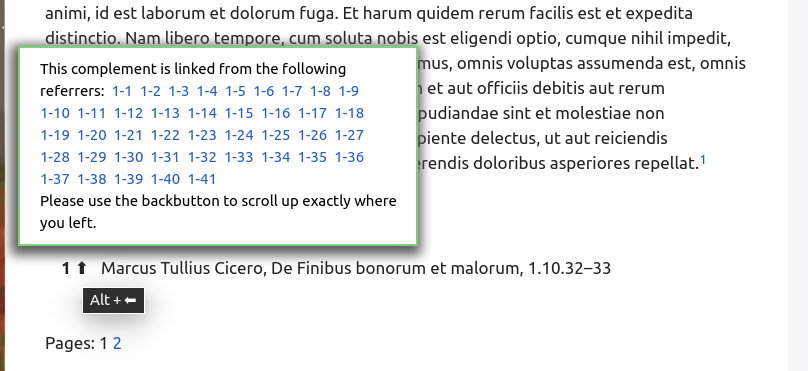 animi, id est laborum et dolorum fuga. Et harum quidem rerum facilis est et expedita
distinctio. Nam libero tempore, cum soluta nobis est eligendi optio, cumque nihil impedit,
mus, omnis voluptas assumenda est, omnis
et aut officiis debitis aut rerum
pudiandae sint et molestiae non
piente delectus, ut aut reiciendis
erendis doloribus asperiores repellat.1
This complement is linked from the following
referrers: 1-1 1-2 1-3 1-4 1-5 1-6 1-7 1-8 1-9
1-10 1-11 1-12 1-13 1-14 1-15 1-16 1-17 1-18
1-19 1-20 1-21 1-22 1-23 1-24 1-25 1-26 1-27
1-28 1-29 1-30 1-31 1-32 1-33 1-34 1-35 1-36
1-37 1-38 1-39 1-40 1-41
Please use the backbutton to scroll up exactly where
you left.
1 ⬆ Marcus Tullius Cicero, De Finibus bonorum et malorum, 1.10.32–33
Alt + ⬅
Pages: 1 2